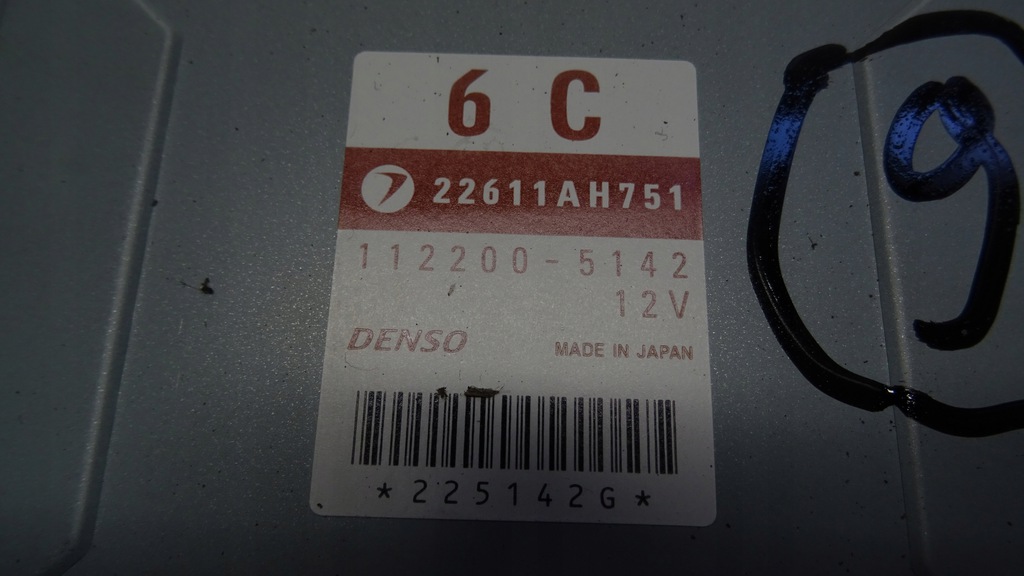 6 C
22611AH751
112200-5142
12V
DENSO
MADE IN JAPAN
*225142G*
9